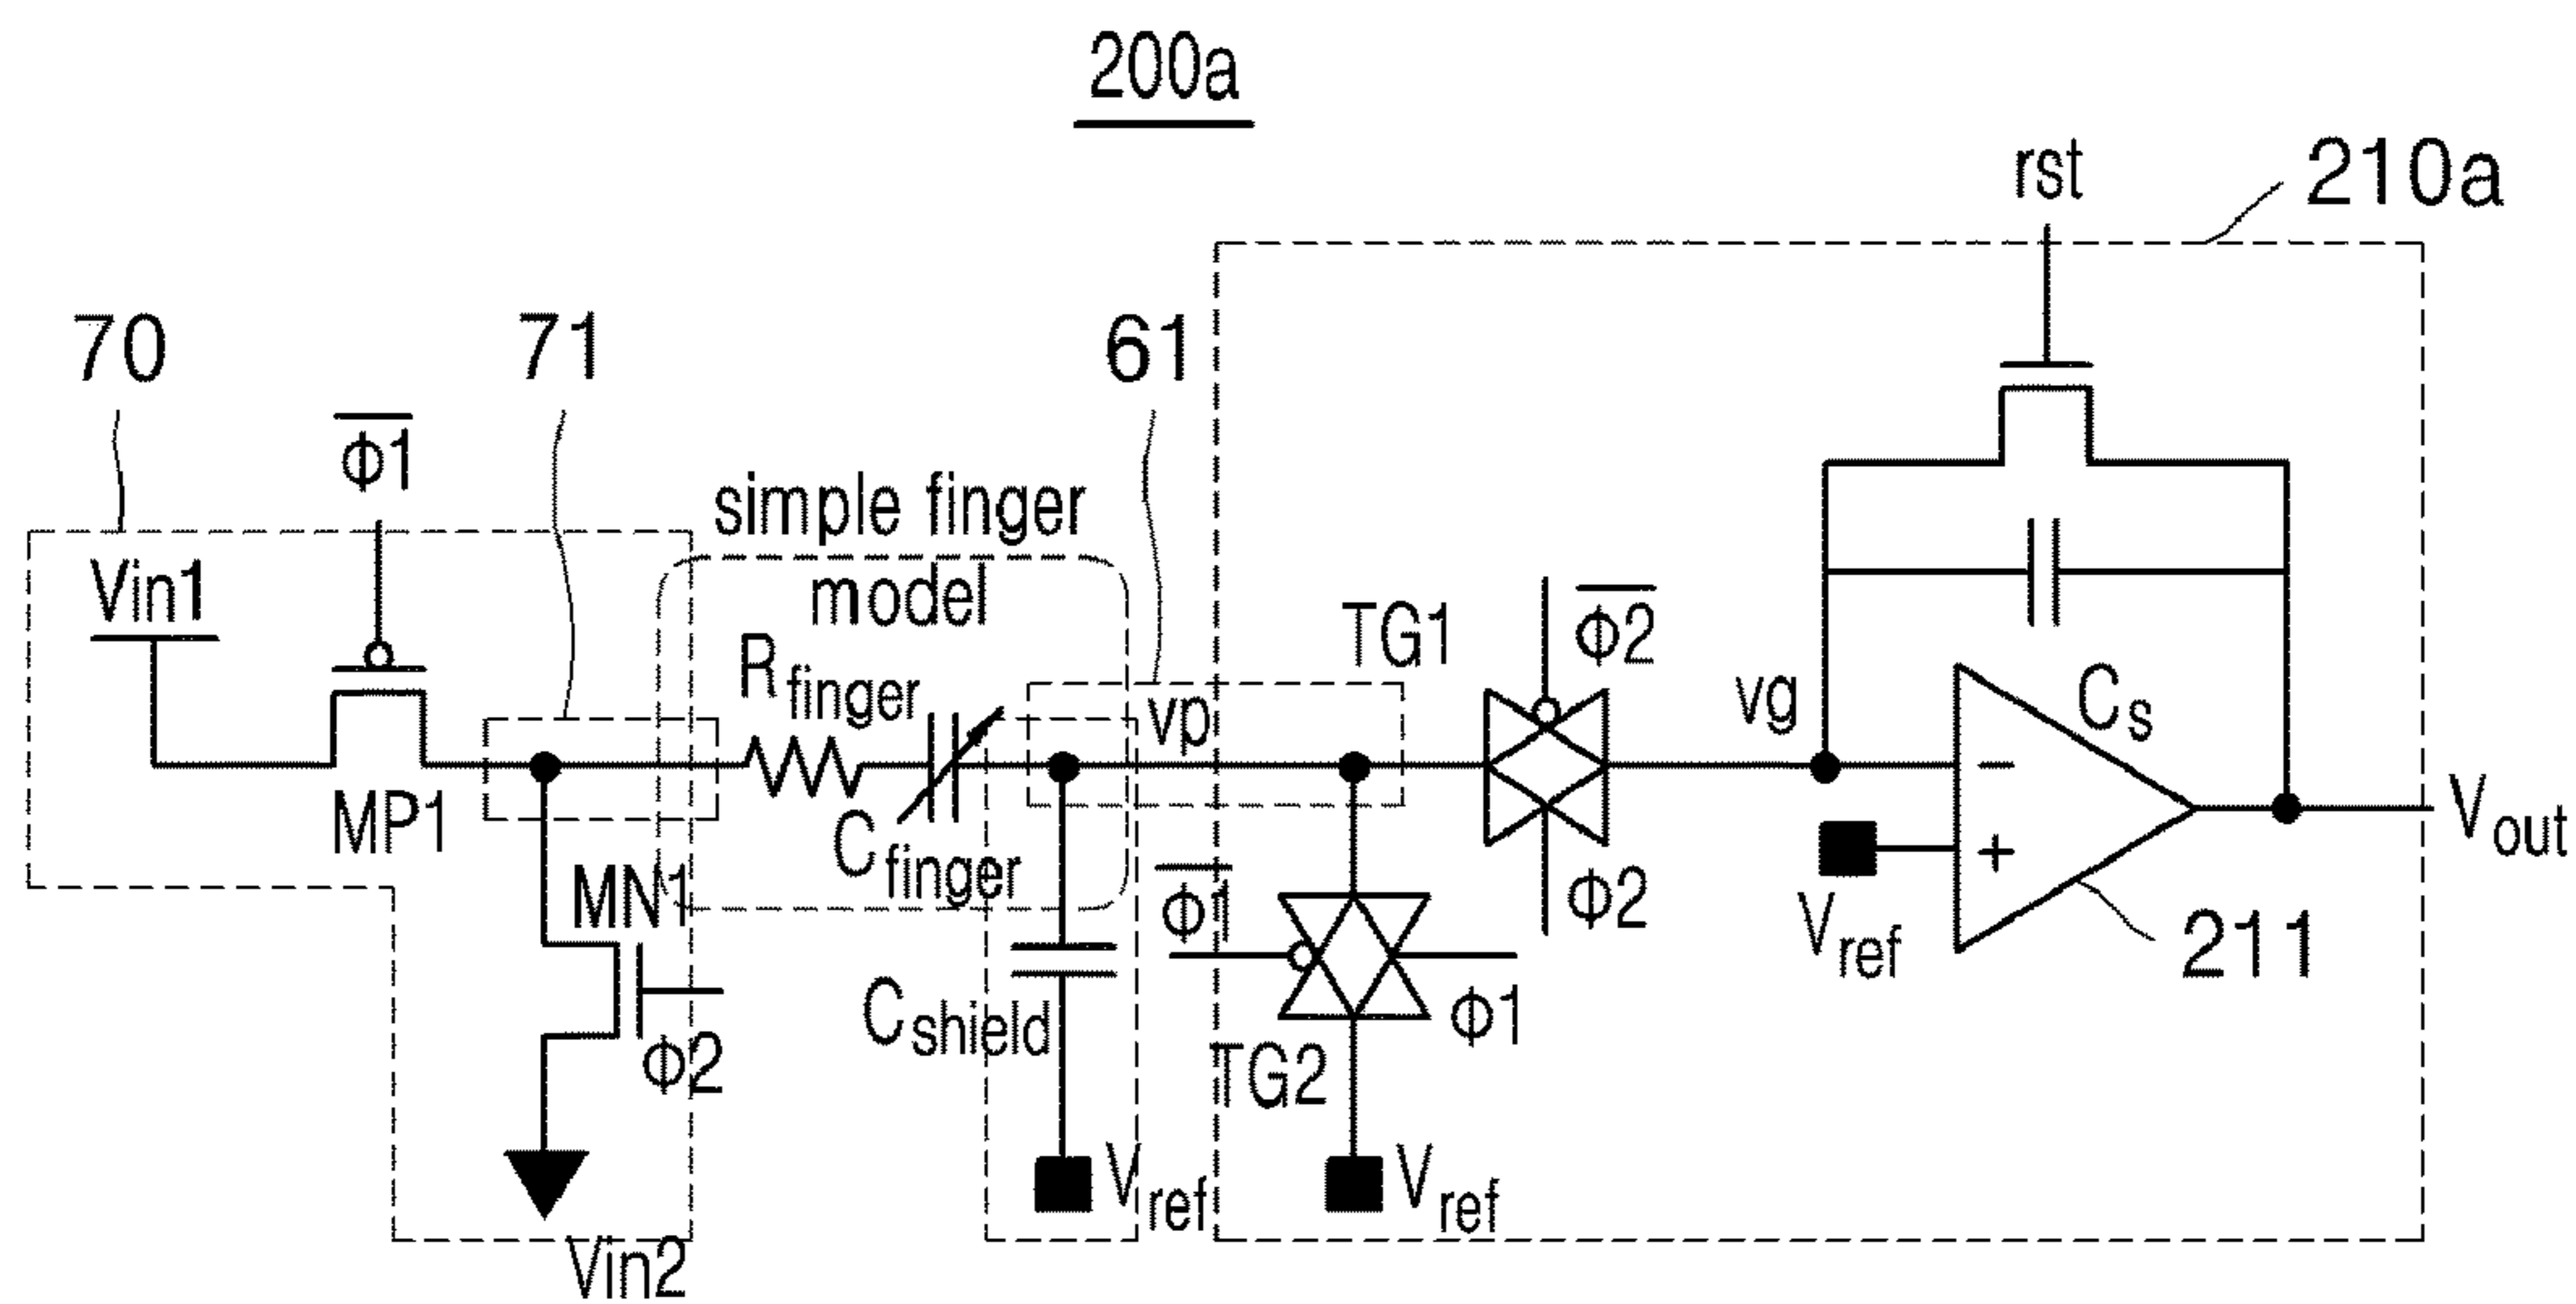 200a
rst
210a
70
71
61
Φ1̅
simple finger
model
Vin1
Rfinger
vp
TG1
Φ2̅
vg
Cs
MP1
Cfinger
Vout
MN1
Φ1̅
Φ2
Vref
211
Cshield
Φ1
Φ2
TG2
Vref
Vref
Vin2
−
+